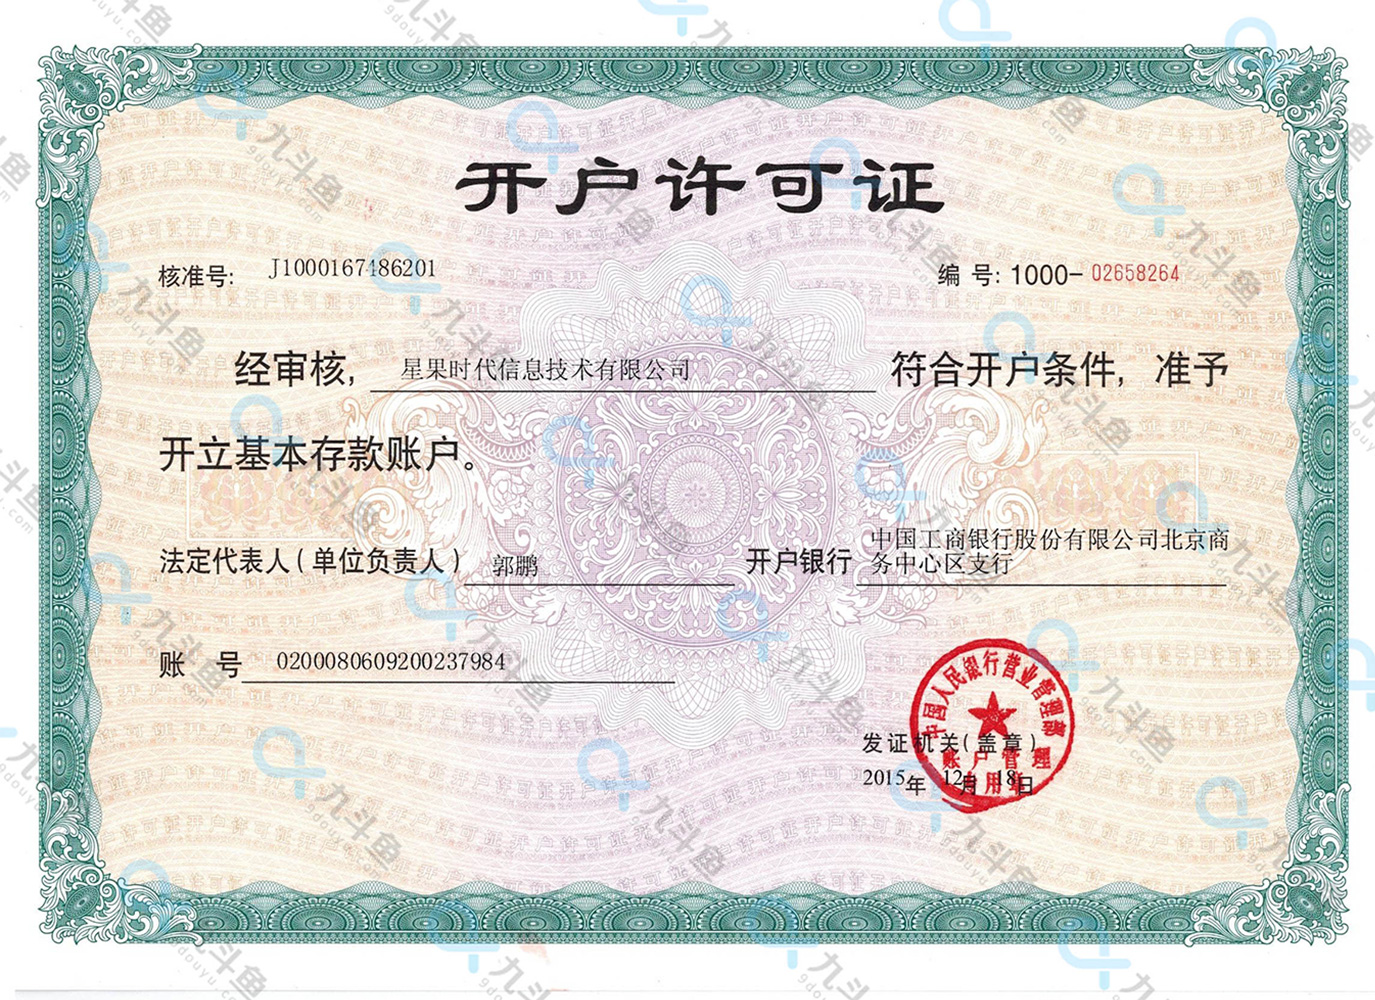 开户许可证
核准号: J1000167486201
编 号: 1000-02658264
经审核, 星果时代信息技术有限公司 符合开户条件, 准予
开立基本存款账户。
法定代表人(单位负责人) 郭鹏
开户银行 中国工商银行股份有限公司北京商
务中心区支行
账 号 0200080609200237984
中国人民银行营业管理部
账户管理
专用章
发证机关(盖章)
2015年 12月 18日
九斗鱼
9douyu.com